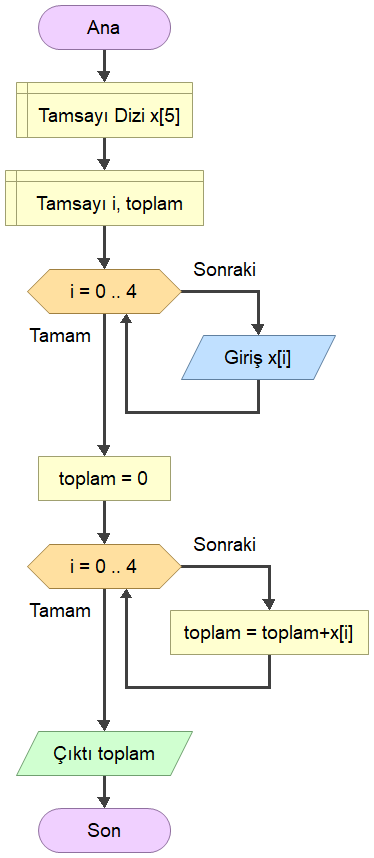 Ana
Tamsayı Dizi x[5]
Tamsayı i, toplam
i = 0 .. 4
Sonraki
Tamam
Giriş x[i]
toplam = 0
i = 0 .. 4
Sonraki
Tamam
toplam = toplam+x[i]
Çıktı toplam
Son